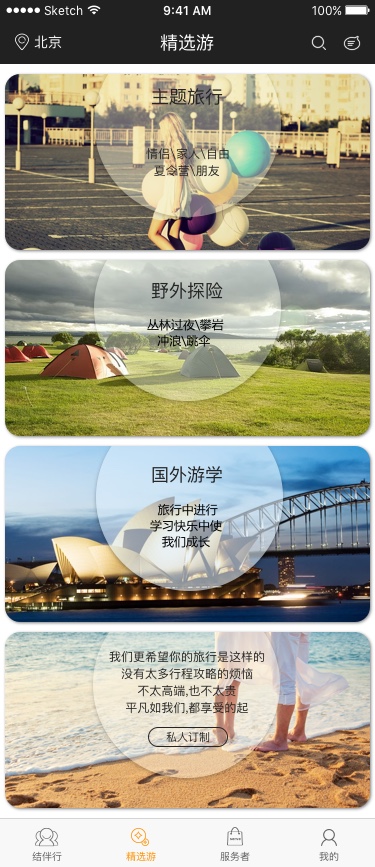 Sketch 9:41 AM 100%
北京 精选游
主题旅行
情侣\家人\自由
夏令营\朋友
野外探险
丛林过夜\攀岩
冲浪\跳伞
国外游学
旅行中进行
学习快乐中使
我们成长
我们更希望你的旅行是这样的
没有太多行程攻略的烦恼
不太高端,也不太贵
平凡如我们,都享受的起
私人订制
结伴行 精选游 服务者 我的